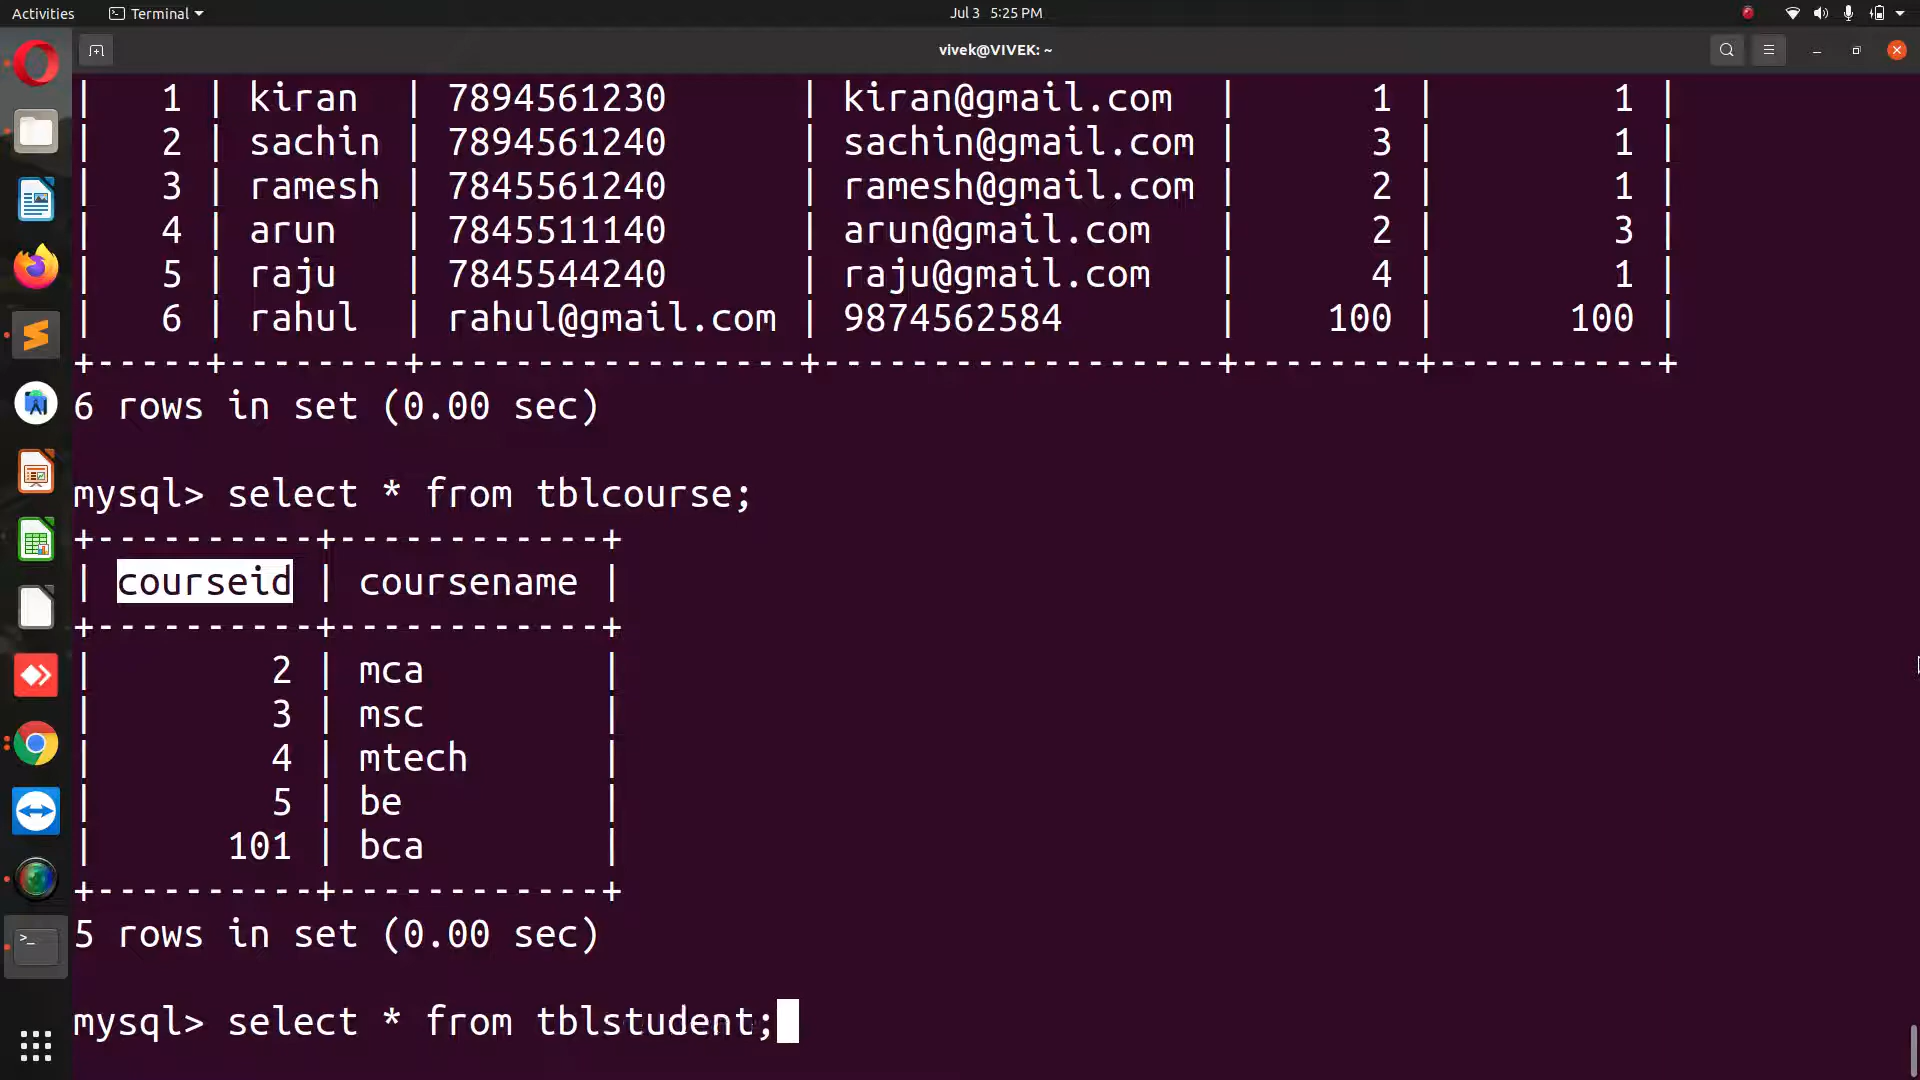 Activities Terminal Jul 3 5:25 PM
vivek@VIVEK: ~
| 1 | kiran | 7894561230 | kiran@gmail.com | 1 | 1 |
| 2 | sachin | 7894561240 | sachin@gmail.com | 3 | 1 |
| 3 | ramesh | 7845561240 | ramesh@gmail.com | 2 | 1 |
| 4 | arun | 7845511140 | arun@gmail.com | 2 | 3 |
| 5 | raju | 7845544240 | raju@gmail.com | 4 | 1 |
| 6 | rahul | rahul@gmail.com | 9874562584 | 100 | 100 |
+-----+--------+-----------------+------------------+--------+----------+
6 rows in set (0.00 sec)
mysql> select * from tblcourse;
+----------+------------+
| courseid | coursename |
+----------+------------+
| 2 | mca |
| 3 | msc |
| 4 | mtech |
| 5 | be |
| 101 | bca |
+----------+------------+
5 rows in set (0.00 sec)
mysql> select * from tblstudent;